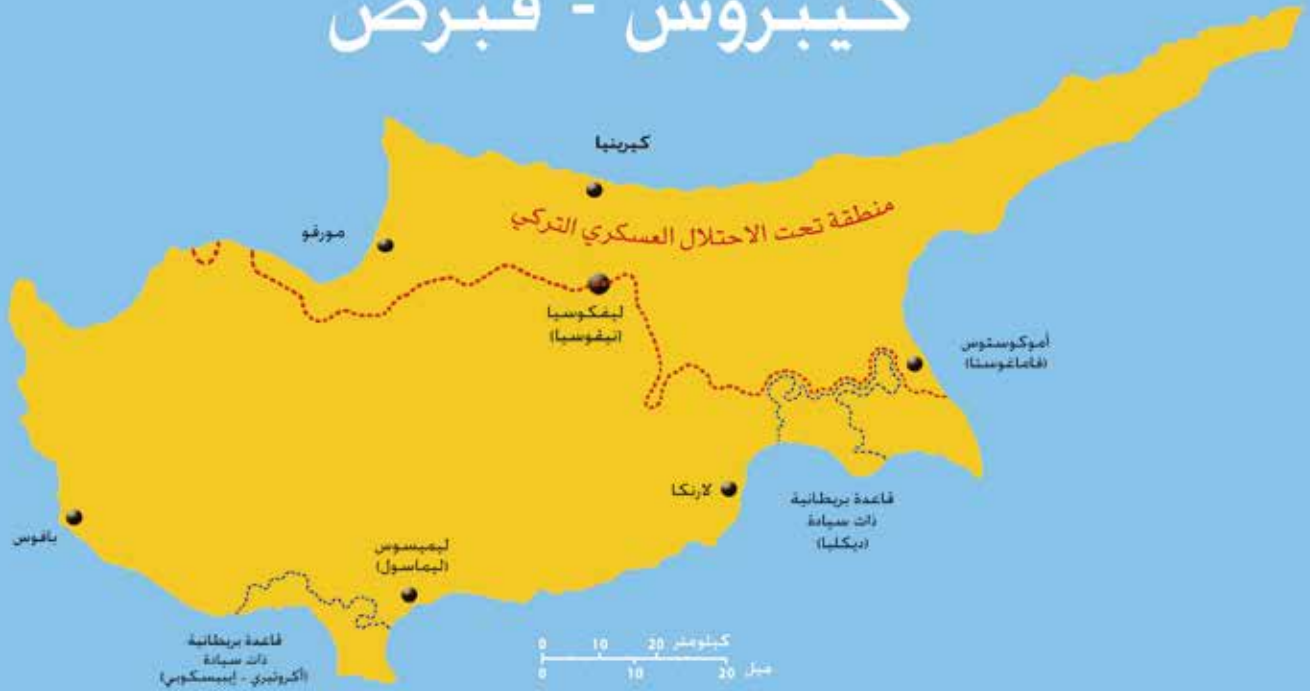 كيبروس - قبرص
كيرينيا
منطقة تحت الاحتلال العسكري التركي
مورفو
ليفكوسيا
(نيقوسيا)
أموكوستوس
(فاماغوستا)
لارنكا
قاعدة بريطانية
ذات سيادة
(ديكليا)
بافوس
ليميسوس
(ليماسول)
قاعدة بريطانية
ذات سيادة
(أكروتيري - إيبيسكوبي)
0 10 20 كيلومتر
0 10 20 ميل